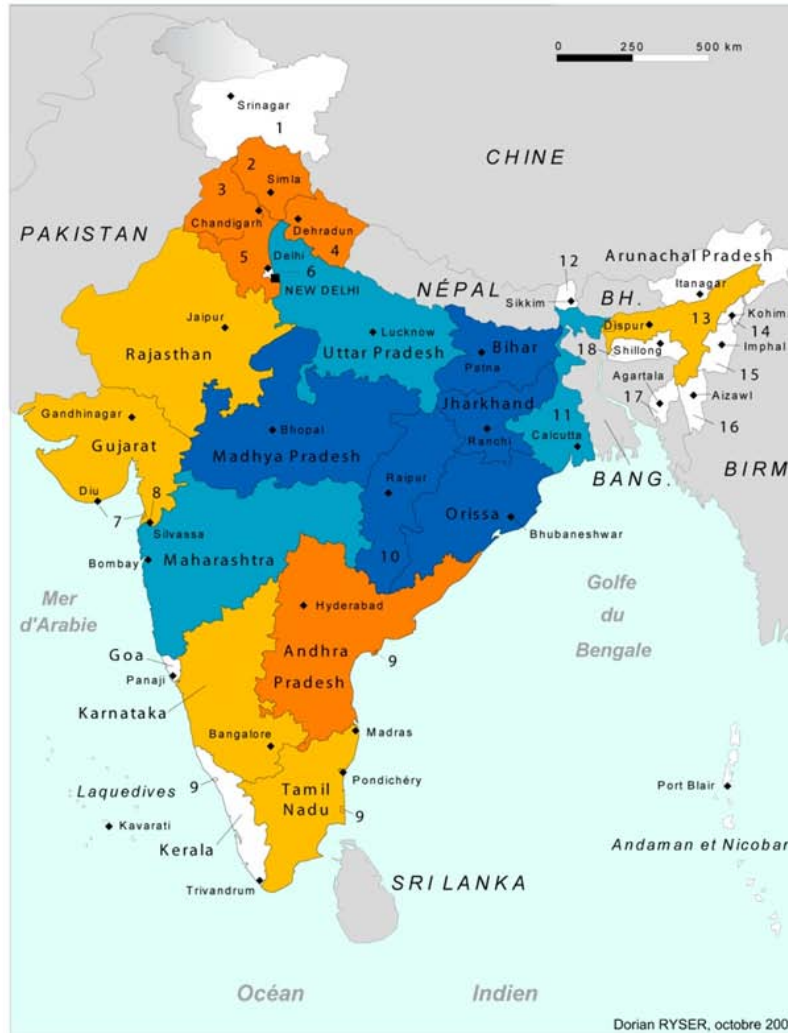 0 250 500 km
Srinagar
1
CHINE
2
3
Simla
PAKISTAN
Chandigarh
Dehradun
4
5
Delhi
6
NEW DELHI
NÉPAL
12
Sikkim
BH.
Arunachal Pradesh
Itanagar
13
Kohim
14
Dispur
Imphal
18
Shillong
15
Agartala
17
Aizawl
16
Jaipur
Rajasthan
Lucknow
Uttar Pradesh
Bihar
Patna
Jharkhand
Ranchi
11
Calcutta
BANG.
BIRM
Gandhinagar
Gujarat
Bhopal
Madhya Pradesh
Raipur
Orissa
Bhubaneshwar
Diu
7
8
Silvassa
Bombay
Maharashtra
10
Mer
d'Arabie
Golfe
du
Bengale
Hyderabad
Andhra
Pradesh
9
Goa
Panaji
Karnataka
Bangalore
Madras
Laquedives
9
Pondichéry
Tamil
Nadu
9
Kavarati
Kerala
Trivandrum
SRI LANKA
Port Blair
Andaman et Nicobar
Océan Indien
Dorian RYSER, octobre 200